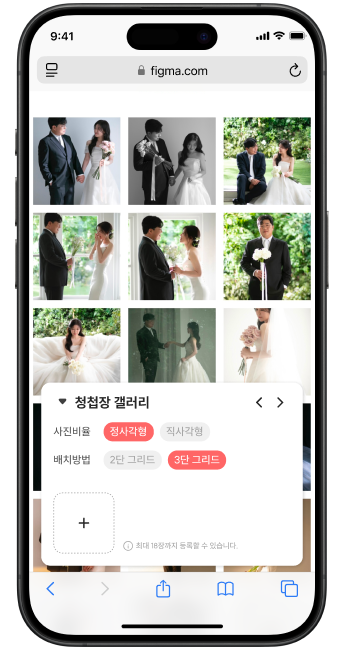 9:41
figma.com
청첩장 갤러리
사진비율 정사각형 직사각형
배치방법 2단 그리드 3단 그리드
+
최대 18장까지 등록할 수 있습니다.